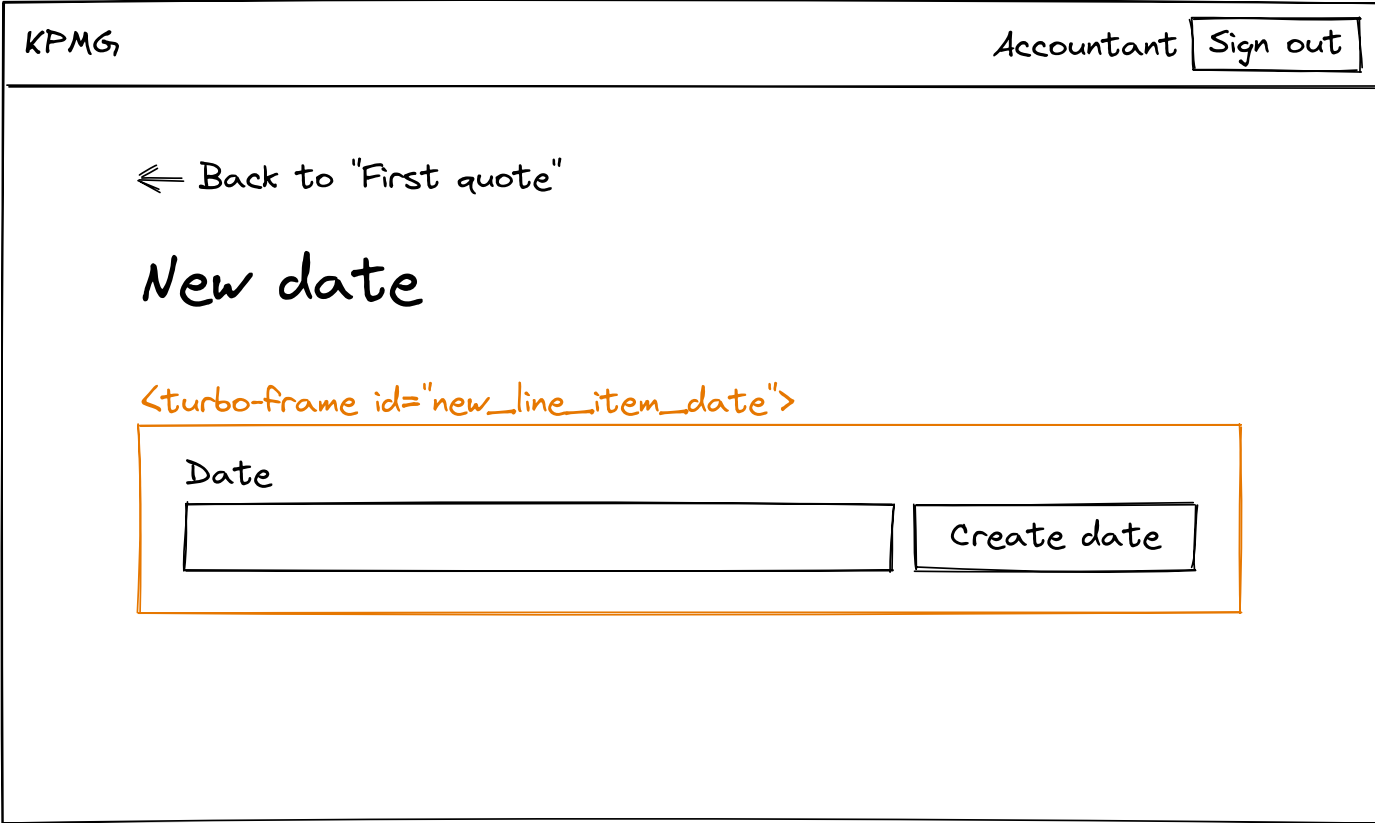 KPMG
Accountant Sign out
← Back to "First quote"
New date
<turbo-frame id="new_line_item_date">
Date
Create date